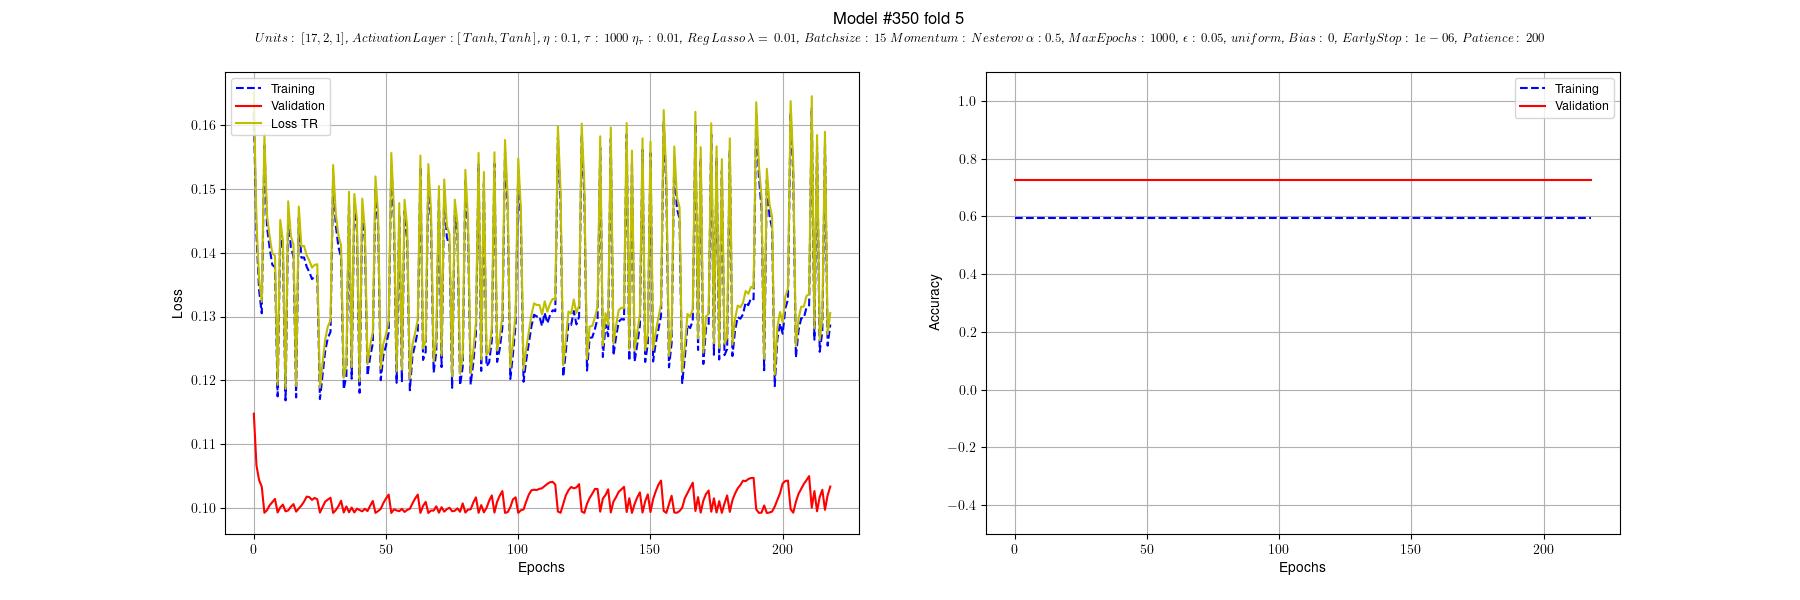 Model #350 fold 5
Units : [17, 2, 1], ActivationLayer : [Tanh, Tanh], η : 0.1, τ : 1000 ητ : 0.01, Reg Lasso λ = 0.01, Batchsize : 15 Momentum : Nesterov α : 0.5, MaxEpochs : 1000, ϵ : 0.05, uniform, Bias : 0, EarlyStop : 1e − 06, Patience : 200
Training
Validation
Loss TR
0.16
0.15
0.14
0.13
0.12
0.11
0.10
Loss
0
50
100
150
200
Epochs
Training
Validation
1.0
0.8
0.6
0.4
0.2
0.0
−0.2
−0.4
Accuracy
0
50
100
150
200
Epochs